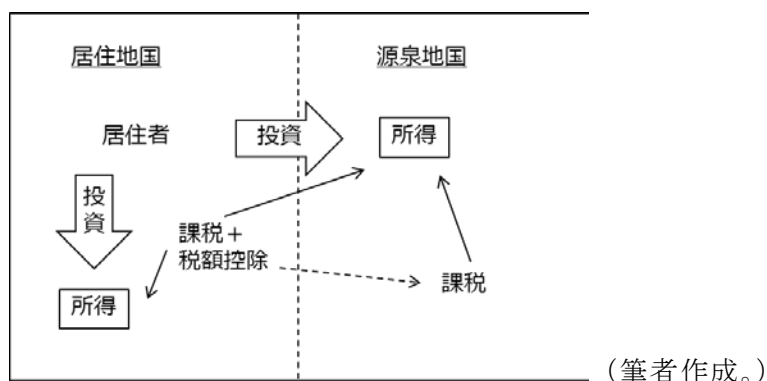 居住地国
源泉地国
居住者
投資
所得
投
資
課税＋
税額控除
課税
所得
(筆者作成。)